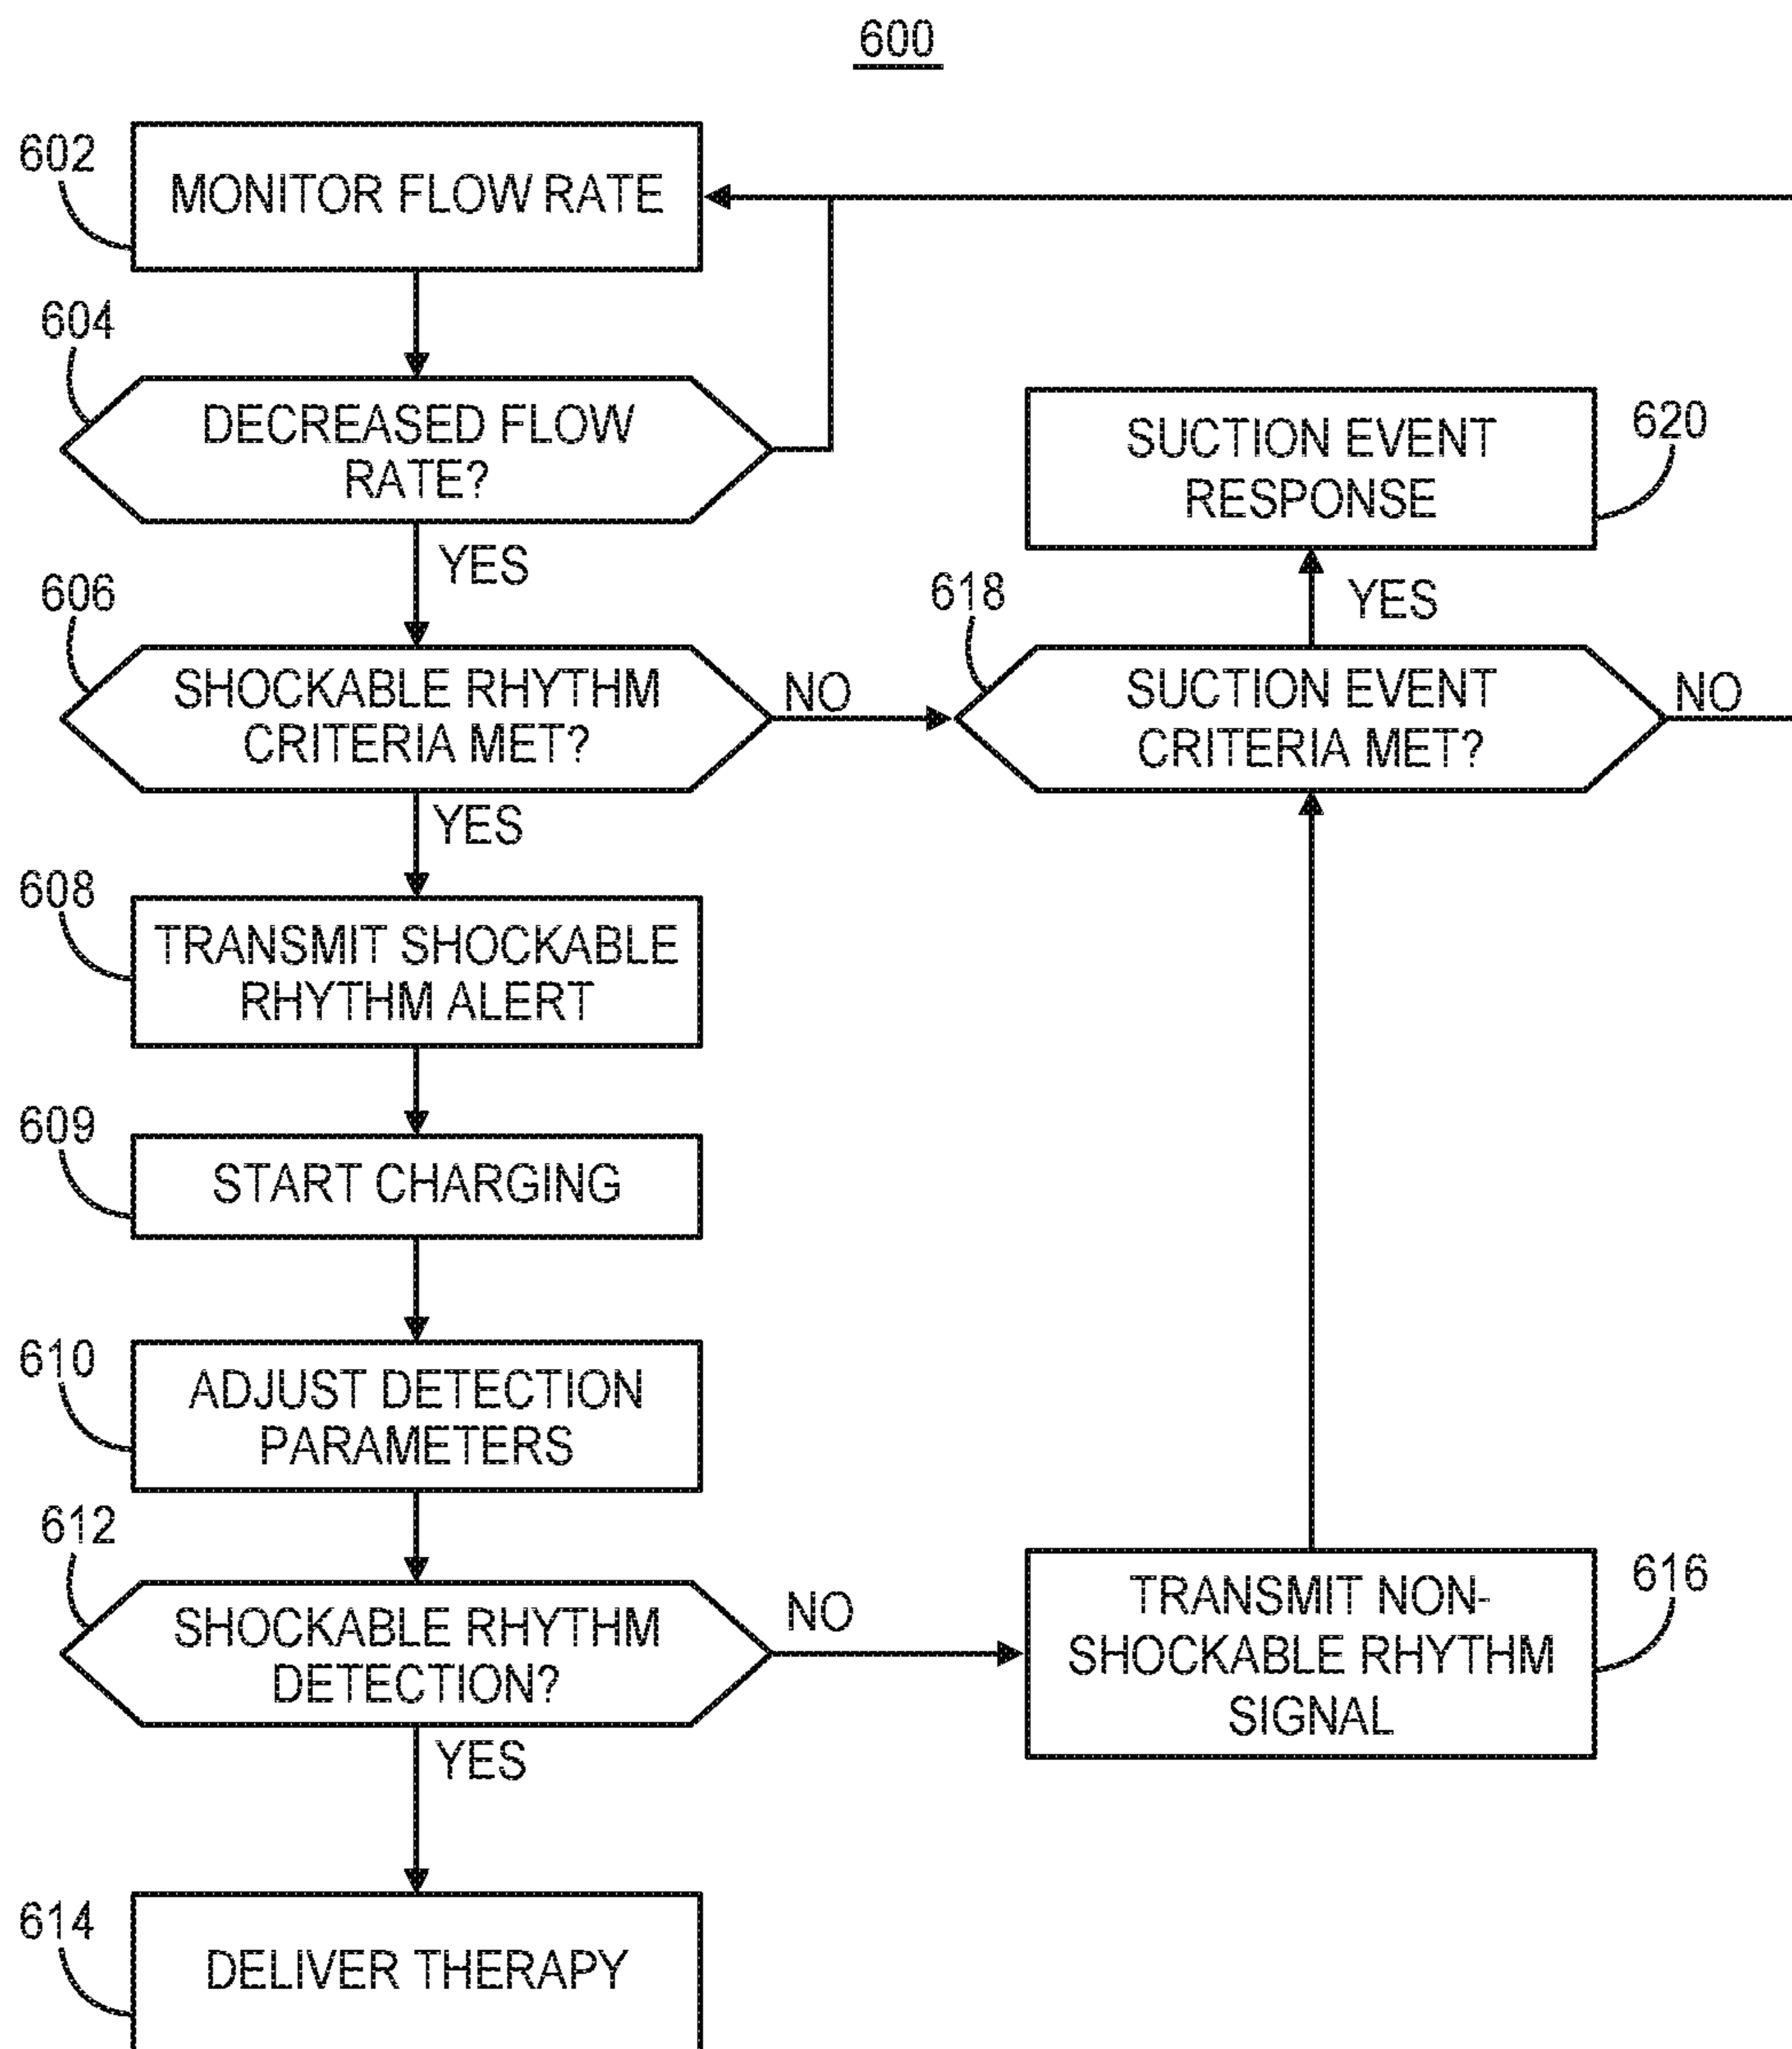 600
602
MONITOR FLOW RATE
604
DECREASED FLOW
RATE?
YES
606
SHOCKABLE RHYTHM
CRITERIA MET?
NO
YES
608
TRANSMIT SHOCKABLE
RHYTHM ALERT
609
START CHARGING
610
ADJUST DETECTION
PARAMETERS
612
SHOCKABLE RHYTHM
DETECTION?
NO
YES
614
DELIVER THERAPY
SUCTION EVENT
RESPONSE
620
YES
618
SUCTION EVENT
CRITERIA MET?
NO
TRANSMIT NON-
SHOCKABLE RHYTHM
SIGNAL
616